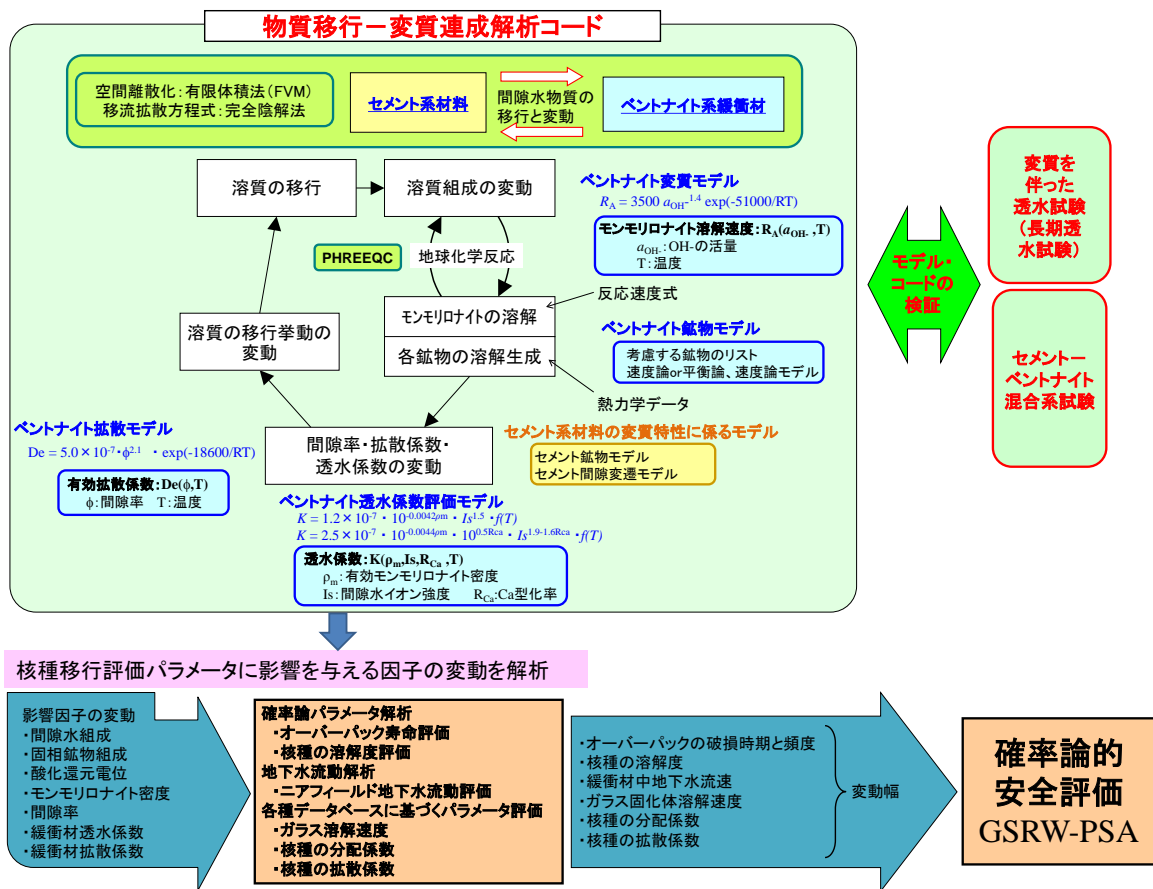 物質移行－変質連成解析コード
空間離散化：有限体積法（FVM）
移流拡散方程式：完全陰解法
セメント系材料
間隙水物質の
移行と変動
ベントナイト系緩衝材
溶質の移行
溶質組成の変動
PHREEQC
地球化学反応
モンモリロナイトの溶解
各鉱物の溶解生成
反応速度式
熱力学データ
溶質の移行挙動の
変動
間隙率・拡散係数・
透水係数の変動
ベントナイト変質モデル
R_A = 3500 a_OH-^1.4 exp(-51000/RT)
モンモリロナイト溶解速度：R_A(a_OH- ,T)
a_OH-：OH-の活量
T：温度
ベントナイト鉱物モデル
考慮する鉱物のリスト
速度論or平衡論、速度論モデル
セメント系材料の変質特性に係るモデル
セメント鉱物モデル
セメント間隙変遷モデル
ベントナイト拡散モデル
De = 5.0×10^-7・ϕ^2.1 ・exp(-18600/RT)
有効拡散係数：De(ϕ,T)
ϕ：間隙率 T：温度
ベントナイト透水係数評価モデル
K = 1.2×10^-7・10^-0.0042ρm・Is^1.5・f(T)
K = 2.5×10^-7・10^-0.0044ρm・10^0.5Rca・Is^1.9-1.6Rca・f(T)
透水係数：K(ρ_m,Is,R_Ca ,T)
ρ_m：有効モンモリロナイト密度
Is：間隙水イオン強度 R_Ca:Ca型化率
モデル・
コードの
検証
変質を
伴った
透水試験
（長期透
水試験）
セメントー
ベントナイト
混合系試験
核種移行評価パラメータに影響を与える因子の変動を解析
影響因子の変動
・間隙水組成
・固相鉱物組成
・酸化還元電位
・モンモリロナイト密度
・間隙率
・緩衝材透水係数
・緩衝材拡散係数
確率論パラメータ解析
・オーバーパック寿命評価
・核種の溶解度評価
地下水流動解析
・ニアフィールド地下水流動評価
各種データベースに基づくパラメータ評価
・ガラス溶解速度
・核種の分配係数
・核種の拡散係数
・オーバーパックの破損時期と頻度
・核種の溶解度
・緩衝材中地下水流速
・ガラス固化体溶解速度
・核種の分配係数
・核種の拡散係数
変動幅
確率論的
安全評価
GSRW-PSA